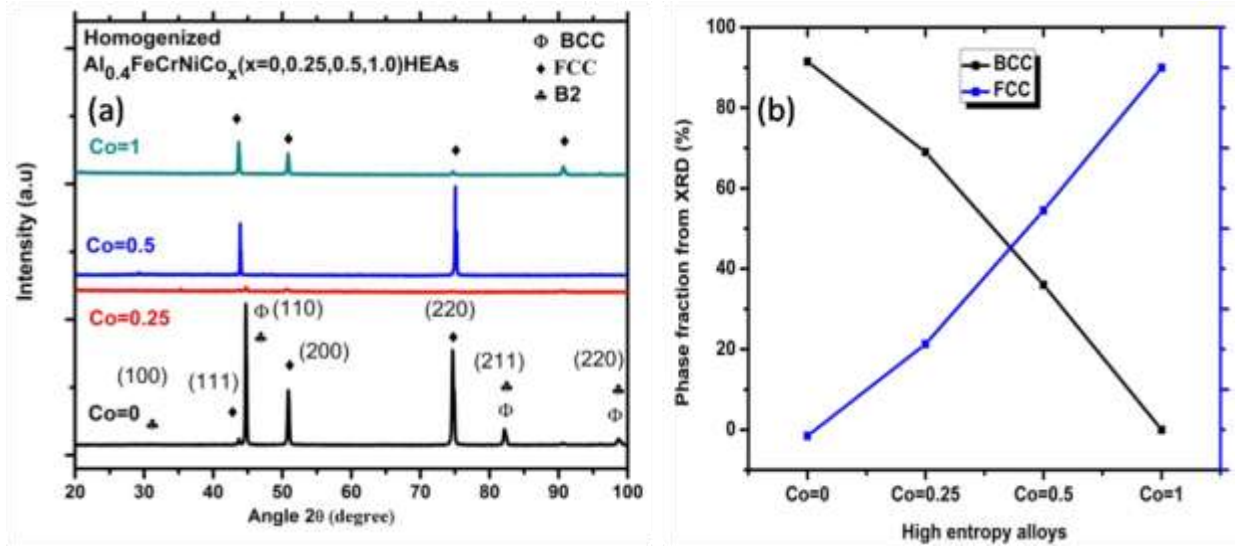 Homogenized
Al0.4FeCrNiCox(x=0,0.25,0.5,1.0)HEAs
(a)
Φ BCC
♦ FCC
♣ B2
Co=1
Co=0.5
Co=0.25
Co=0
(100)
(111)
Φ (110)
(200)
(220)
(211)
Φ
(220)
Φ
Intensity (a.u)
20 30 40 50 60 70 80 90 100
Angle 2θ (degree)
(b)
BCC
FCC
Phase fraction from XRD (%)
100
80
60
40
20
0
Co=0 Co=0.25 Co=0.5 Co=1
High entropy alloys